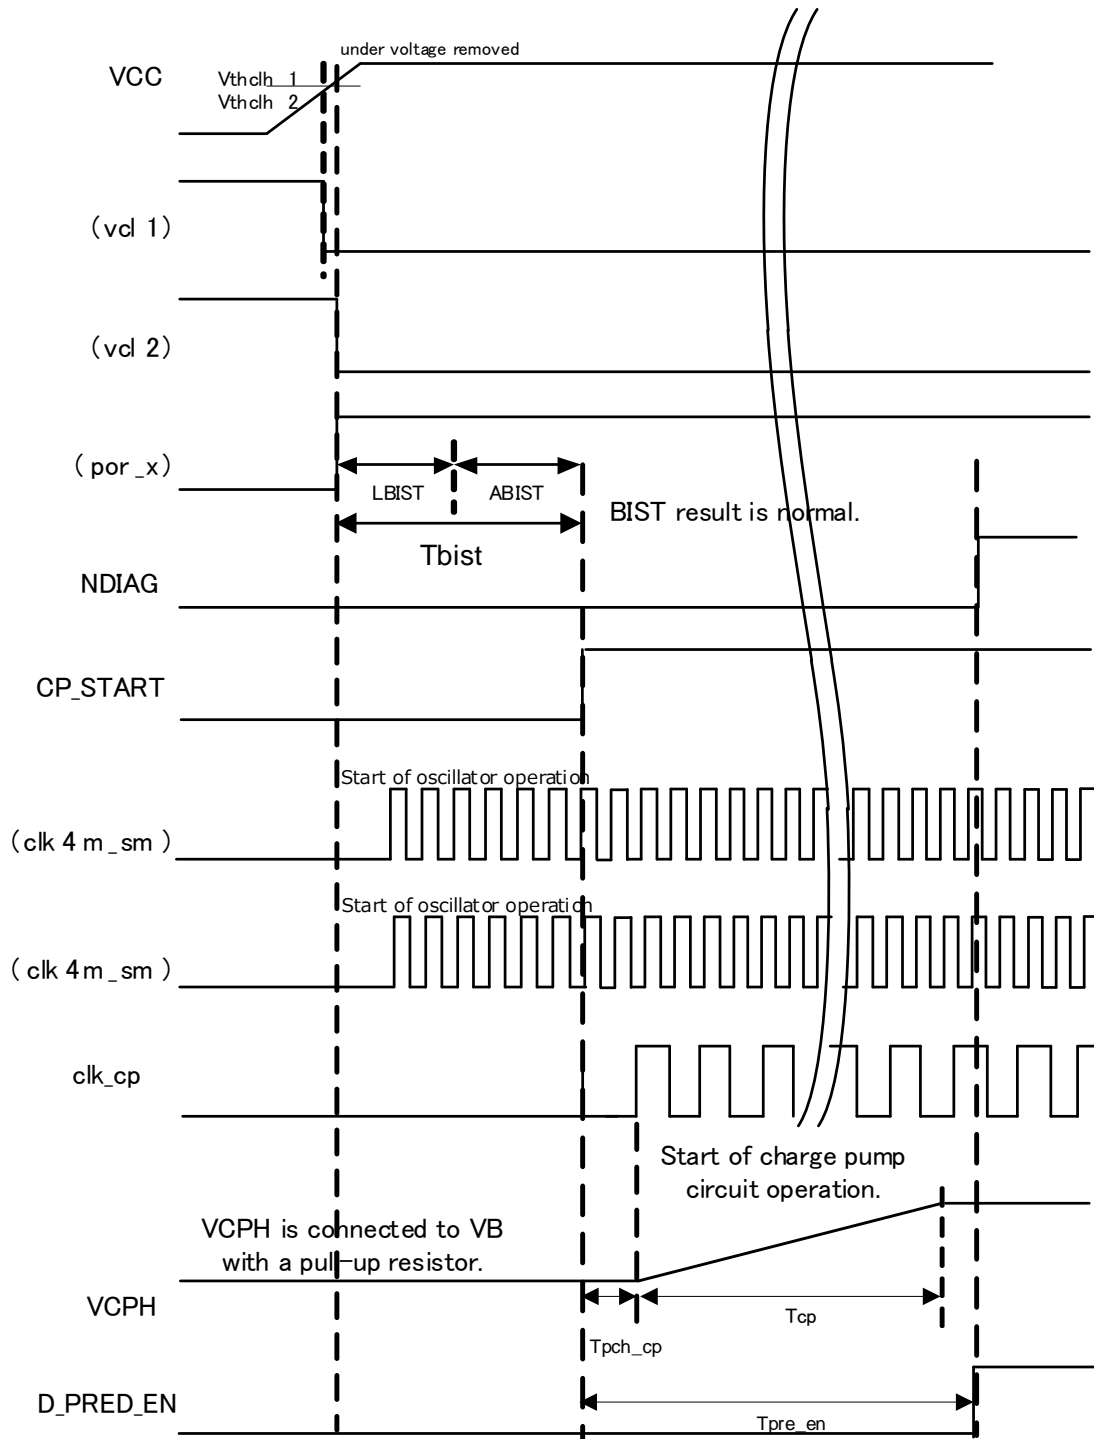 under voltage removed
VCC
Vthclh 1
Vthclh 2
(vcl 1)
(vcl 2)
(por_x)
LBIST
ABIST
BIST result is normal.
Tbist
NDIAG
CP_START
Start of oscillator operation
(clk 4 m_sm)
Start of oscillator operation
(clk 4m_sm)
clk_cp
Start of charge pump
circuit operation.
VCPH is connected to VB
with a pull-up resistor.
VCPH
Tcp
Tpch_cp
D_PRED_EN
Tpre_en